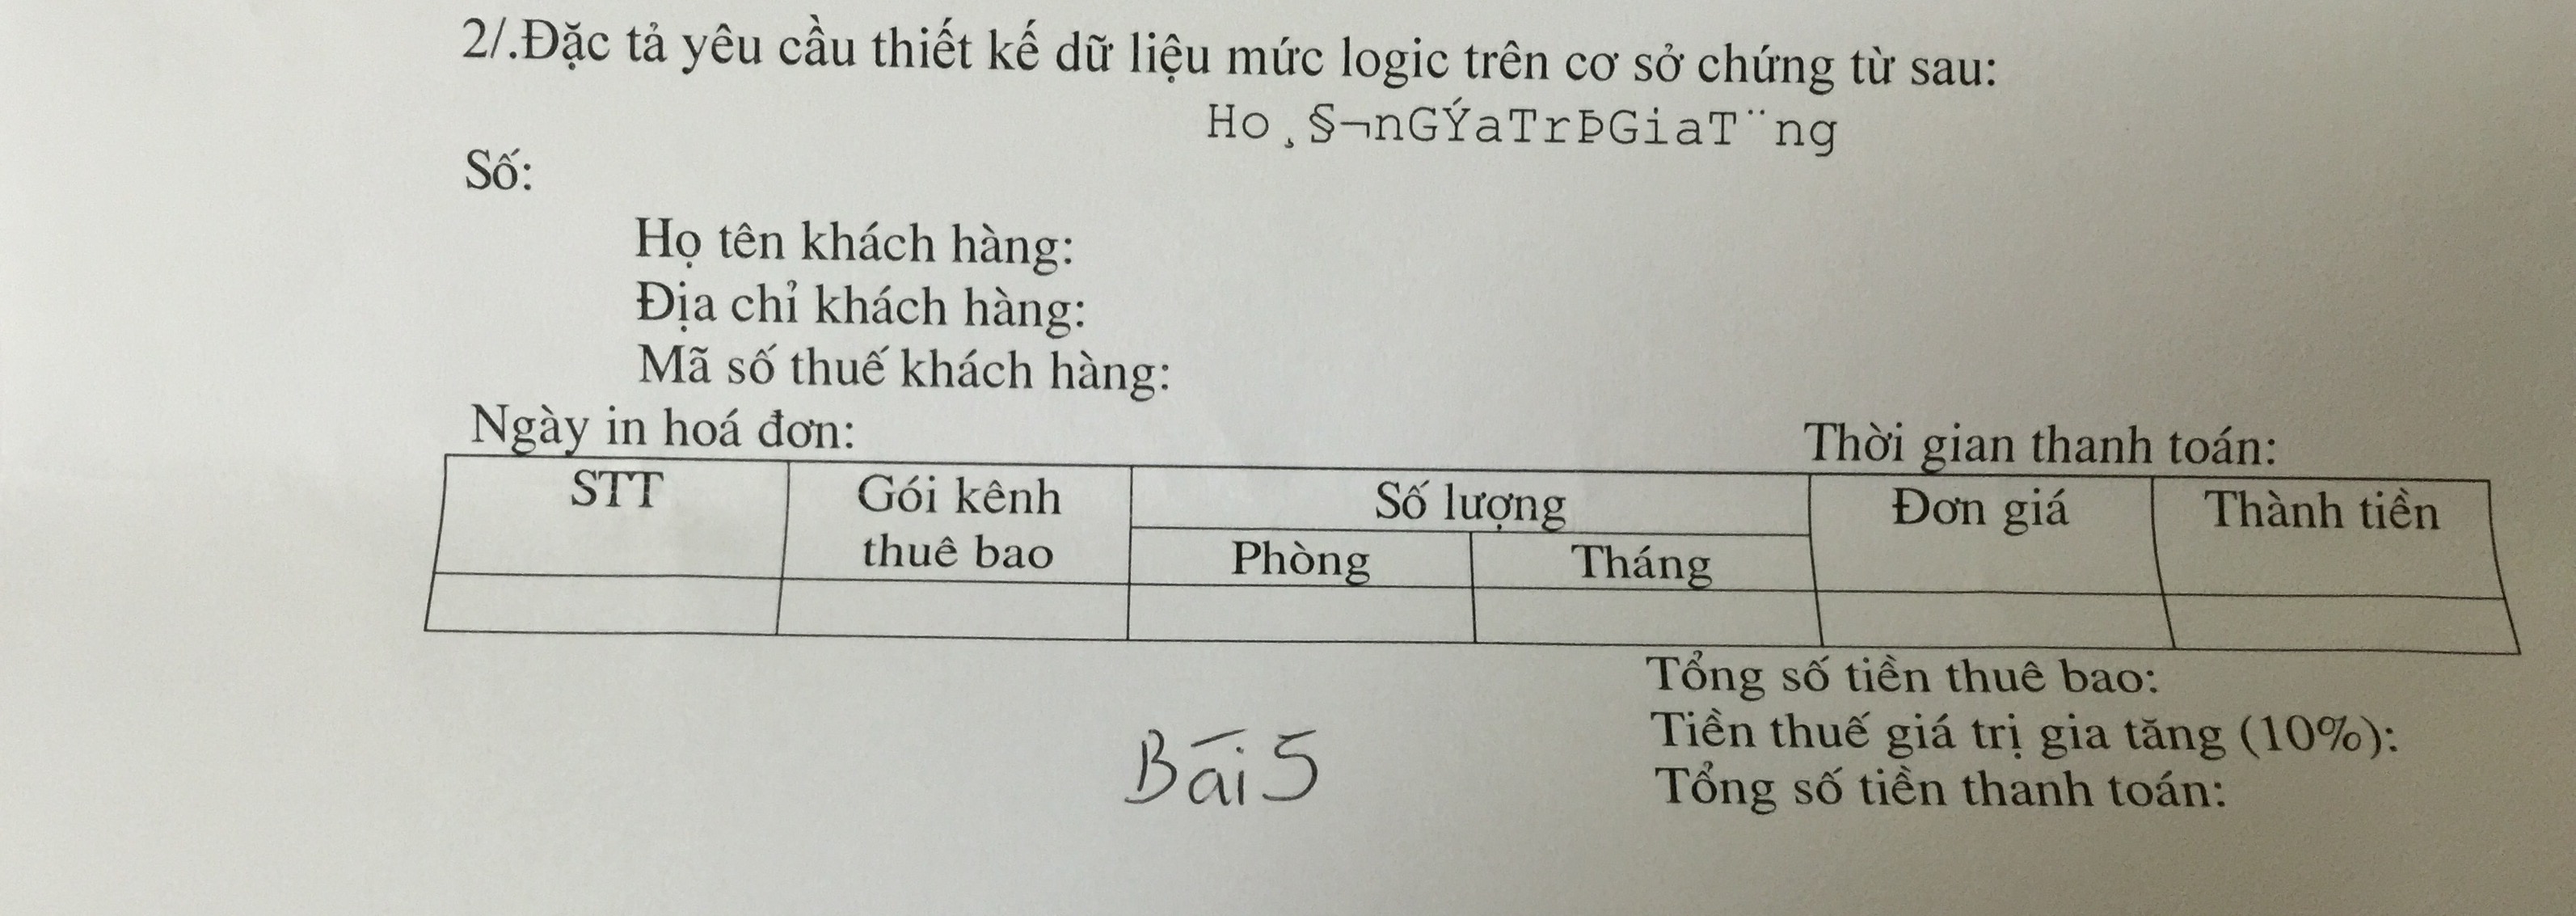 2/.Đặc tả yêu cầu thiết kế dữ liệu mức logic trên cơ sở chứng từ sau:
Ho¸§¬nGÝaTrÞGiaT¨ng
Số:
Họ tên khách hàng:
Địa chỉ khách hàng:
Mã số thuế khách hàng:
Ngày in hoá đơn:
Thời gian thanh toán:
STT Gói kênh thuê bao Số lượng Đơn giá Thành tiền
Phòng Tháng
Tổng số tiền thuê bao:
Tiền thuế giá trị gia tăng (10%):
Tổng số tiền thanh toán:
Bài 5